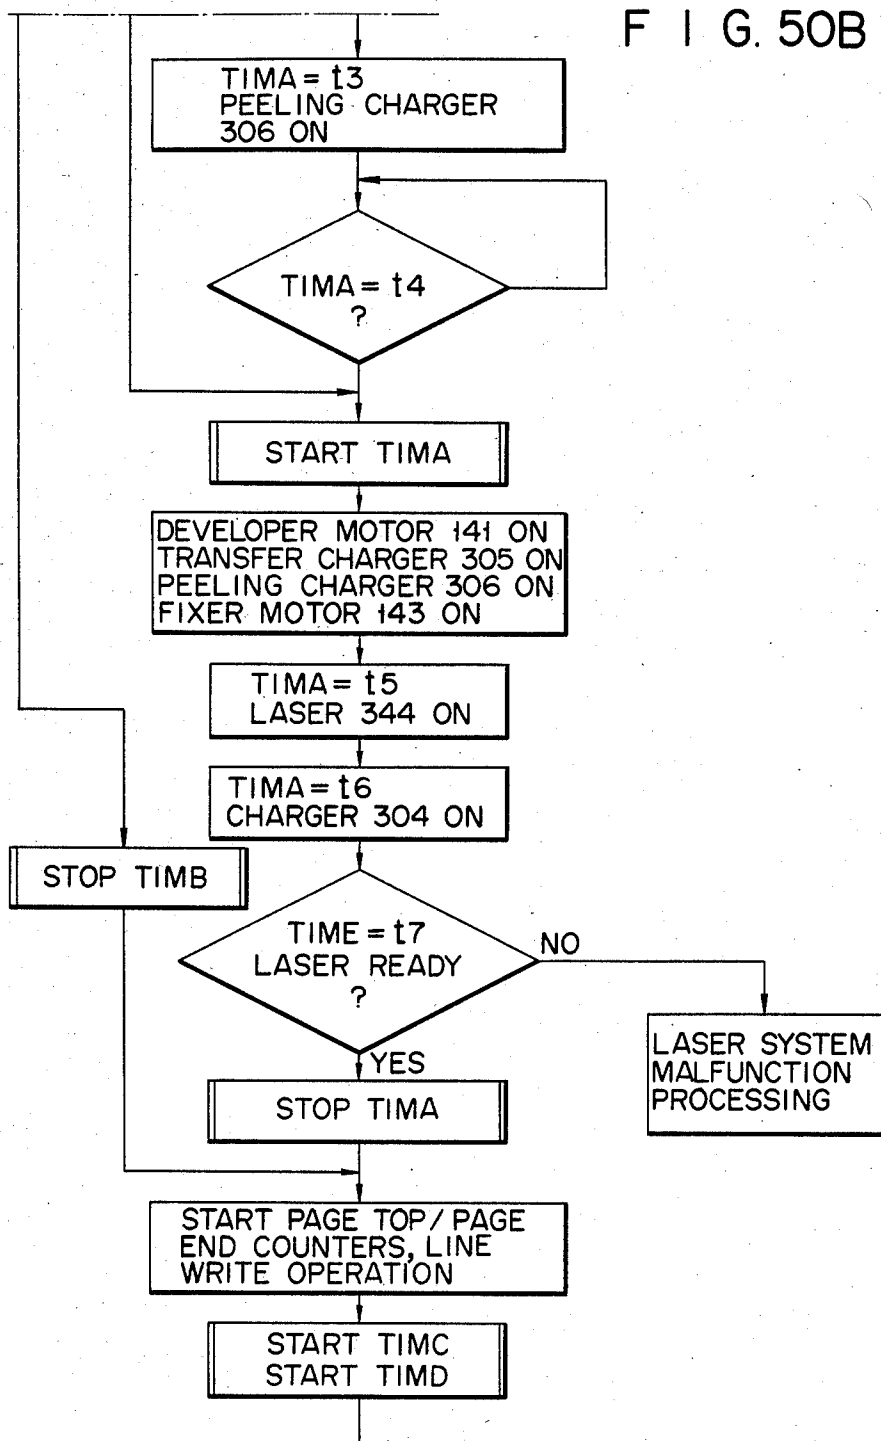 F I G. 50B
TIMA = t3
PEELING CHARGER
306 ON
TIMA = t4
?
START TIMA
DEVELOPER MOTOR 141 ON
TRANSFER CHARGER 305 ON
PEELING CHARGER 306 ON
FIXER MOTOR 143 ON
TIMA = t5
LASER 344 ON
TIMA = t6
CHARGER 304 ON
STOP TIMB
TIME = t7
LASER READY
?
NO
YES
LASER SYSTEM
MALFUNCTION
PROCESSING
STOP TIMA
START PAGE TOP/PAGE
END COUNTERS, LINE
WRITE OPERATION
START TIMC
START TIMD